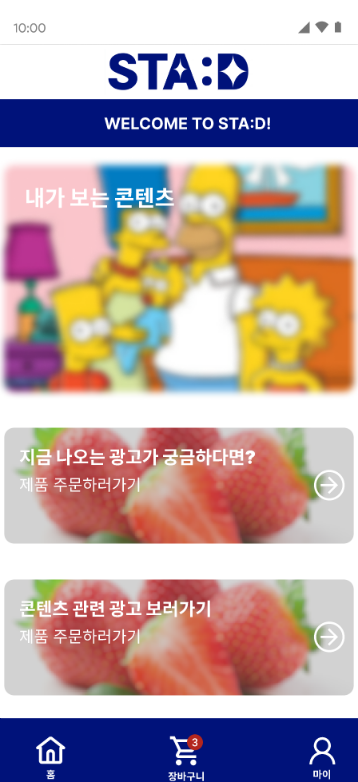 10:00
STA:D
WELCOME TO STA:D!
내가 보는 콘텐츠
지금 나오는 광고가 궁금하다면?
제품 주문하러가기
콘텐츠 관련 광고 보러가기
제품 주문하러가기
3
홈
장바구니
마이